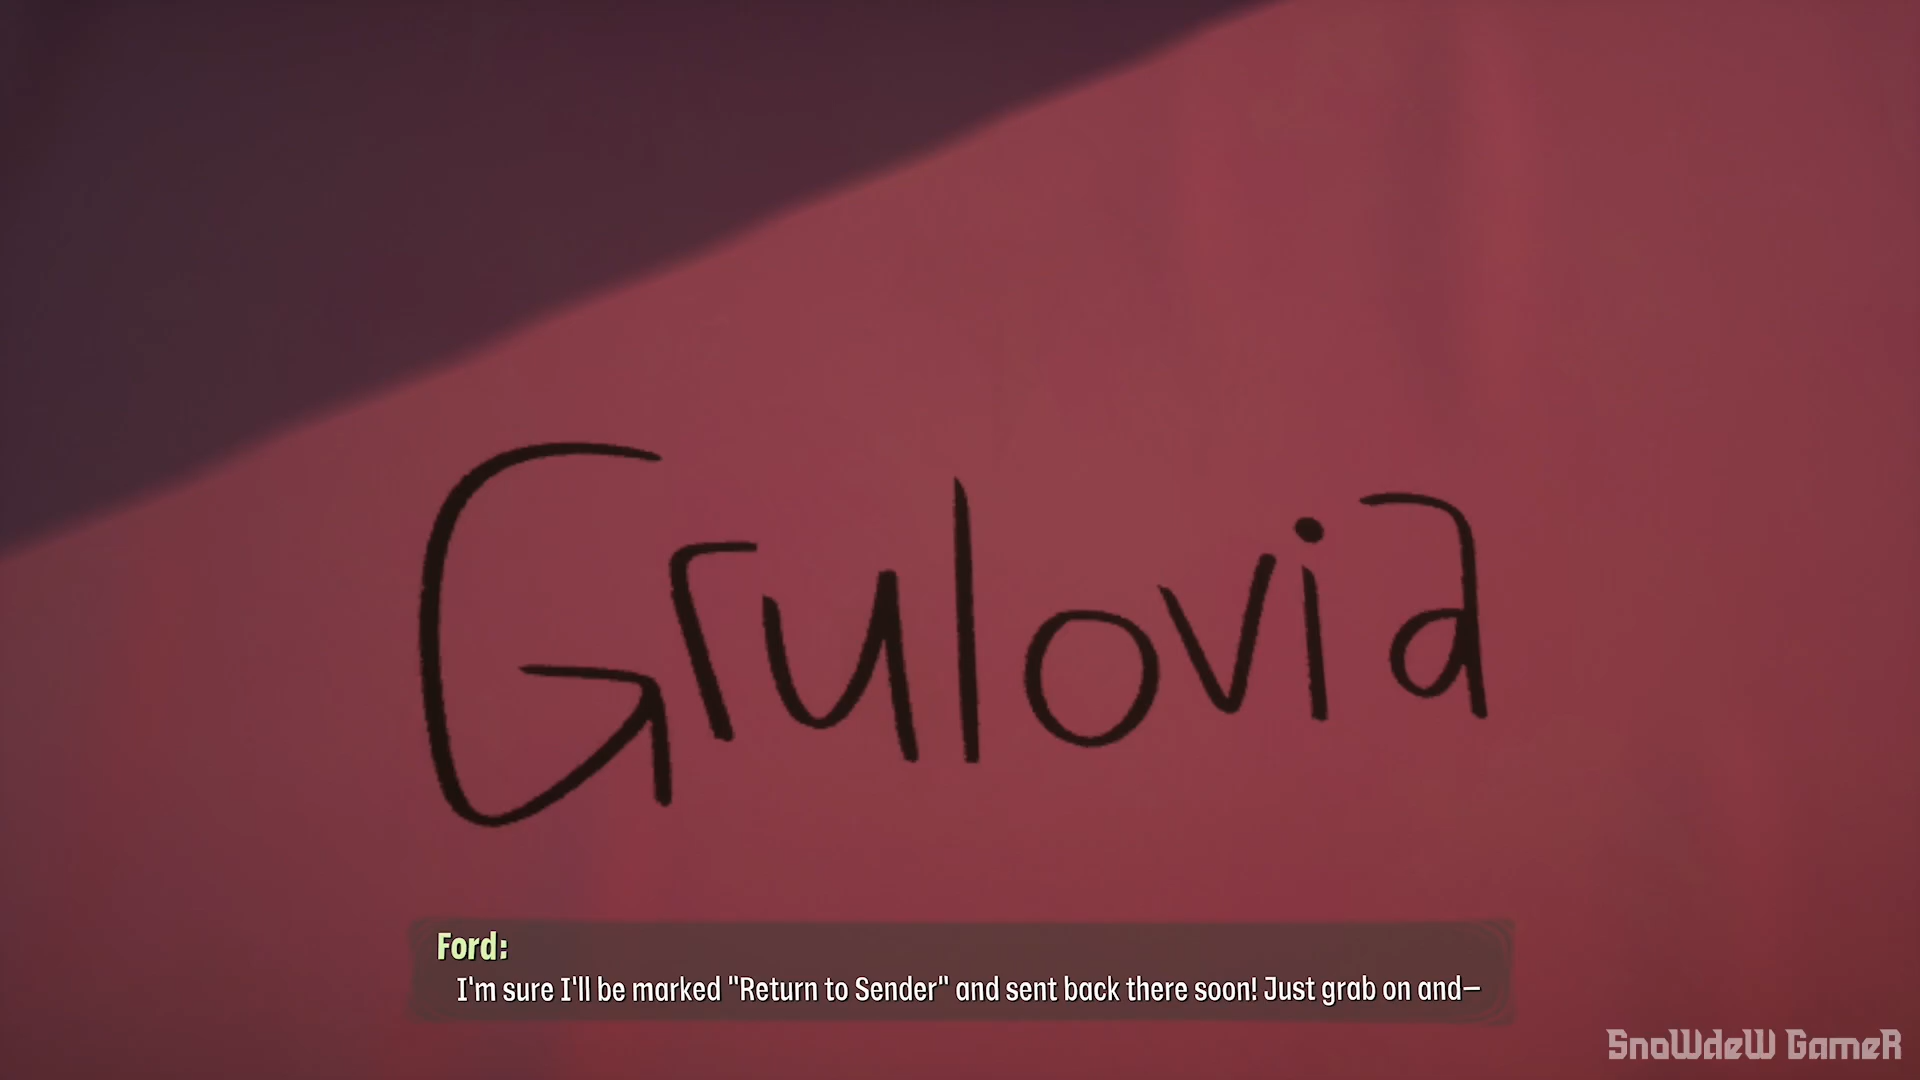 Grulovia
Ford:
I'm sure I'll be marked "Return to Sender" and sent back there soon! Just grab on and—
SnoWdeW GameR